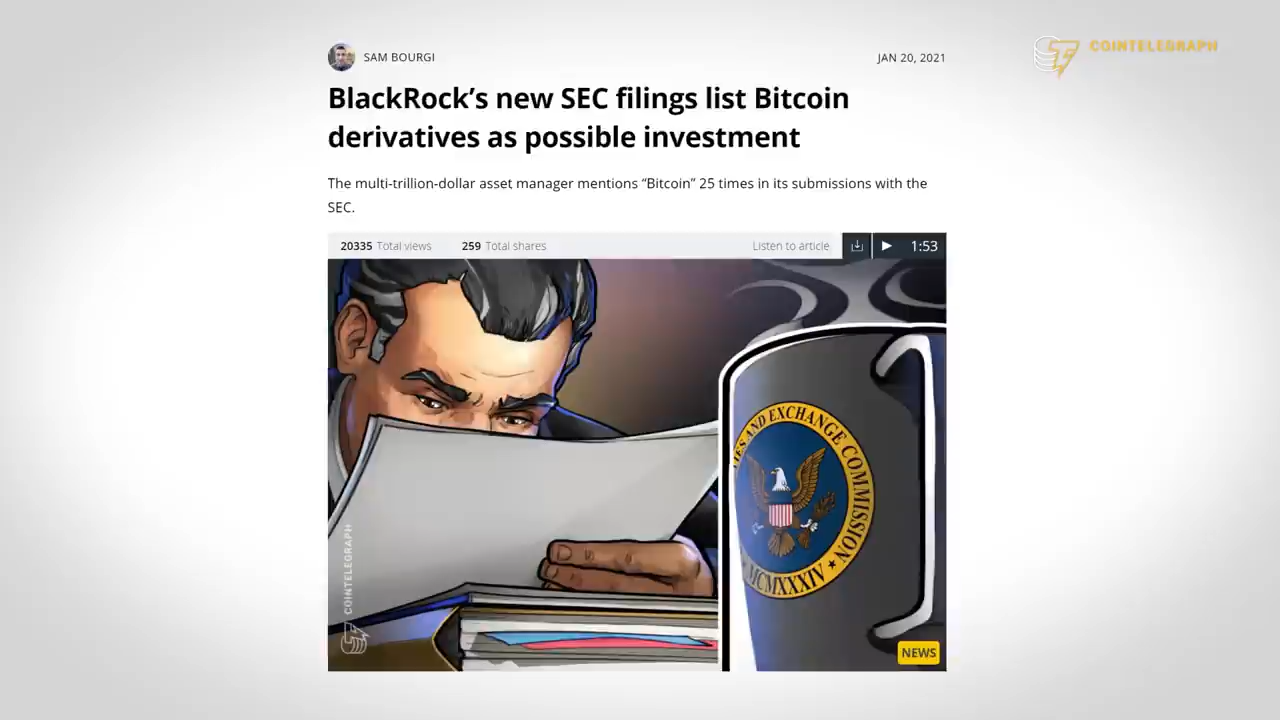 SAM BOURGI
JAN 20, 2021
COINTELEGRAPH
BlackRock’s new SEC filings list Bitcoin
derivatives as possible investment
The multi-trillion-dollar asset manager mentions “Bitcoin” 25 times in its submissions with the
SEC.
20335 Total views
259 Total shares
Listen to article
1:53
AND EXCHANGE COMMISSION
MCMXXXIV
COINTELEGRAPH
NEWS